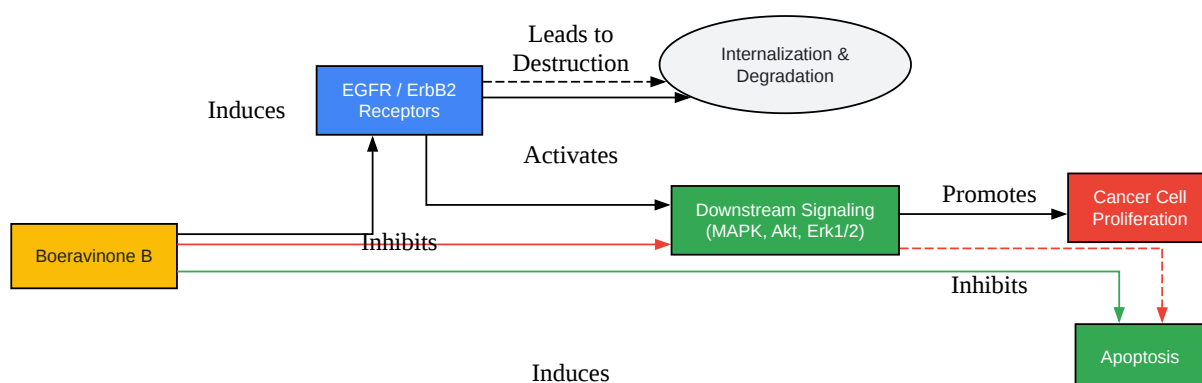 Leads to
Destruction
Internalization &
Degradation
EGFR / ErbB2
Receptors
Induces
Activates
Downstream Signaling
(MAPK, Akt, Erk1/2)
Promotes
Cancer Cell
Proliferation
Boeravinone B
Inhibits
Inhibits
Apoptosis
Induces